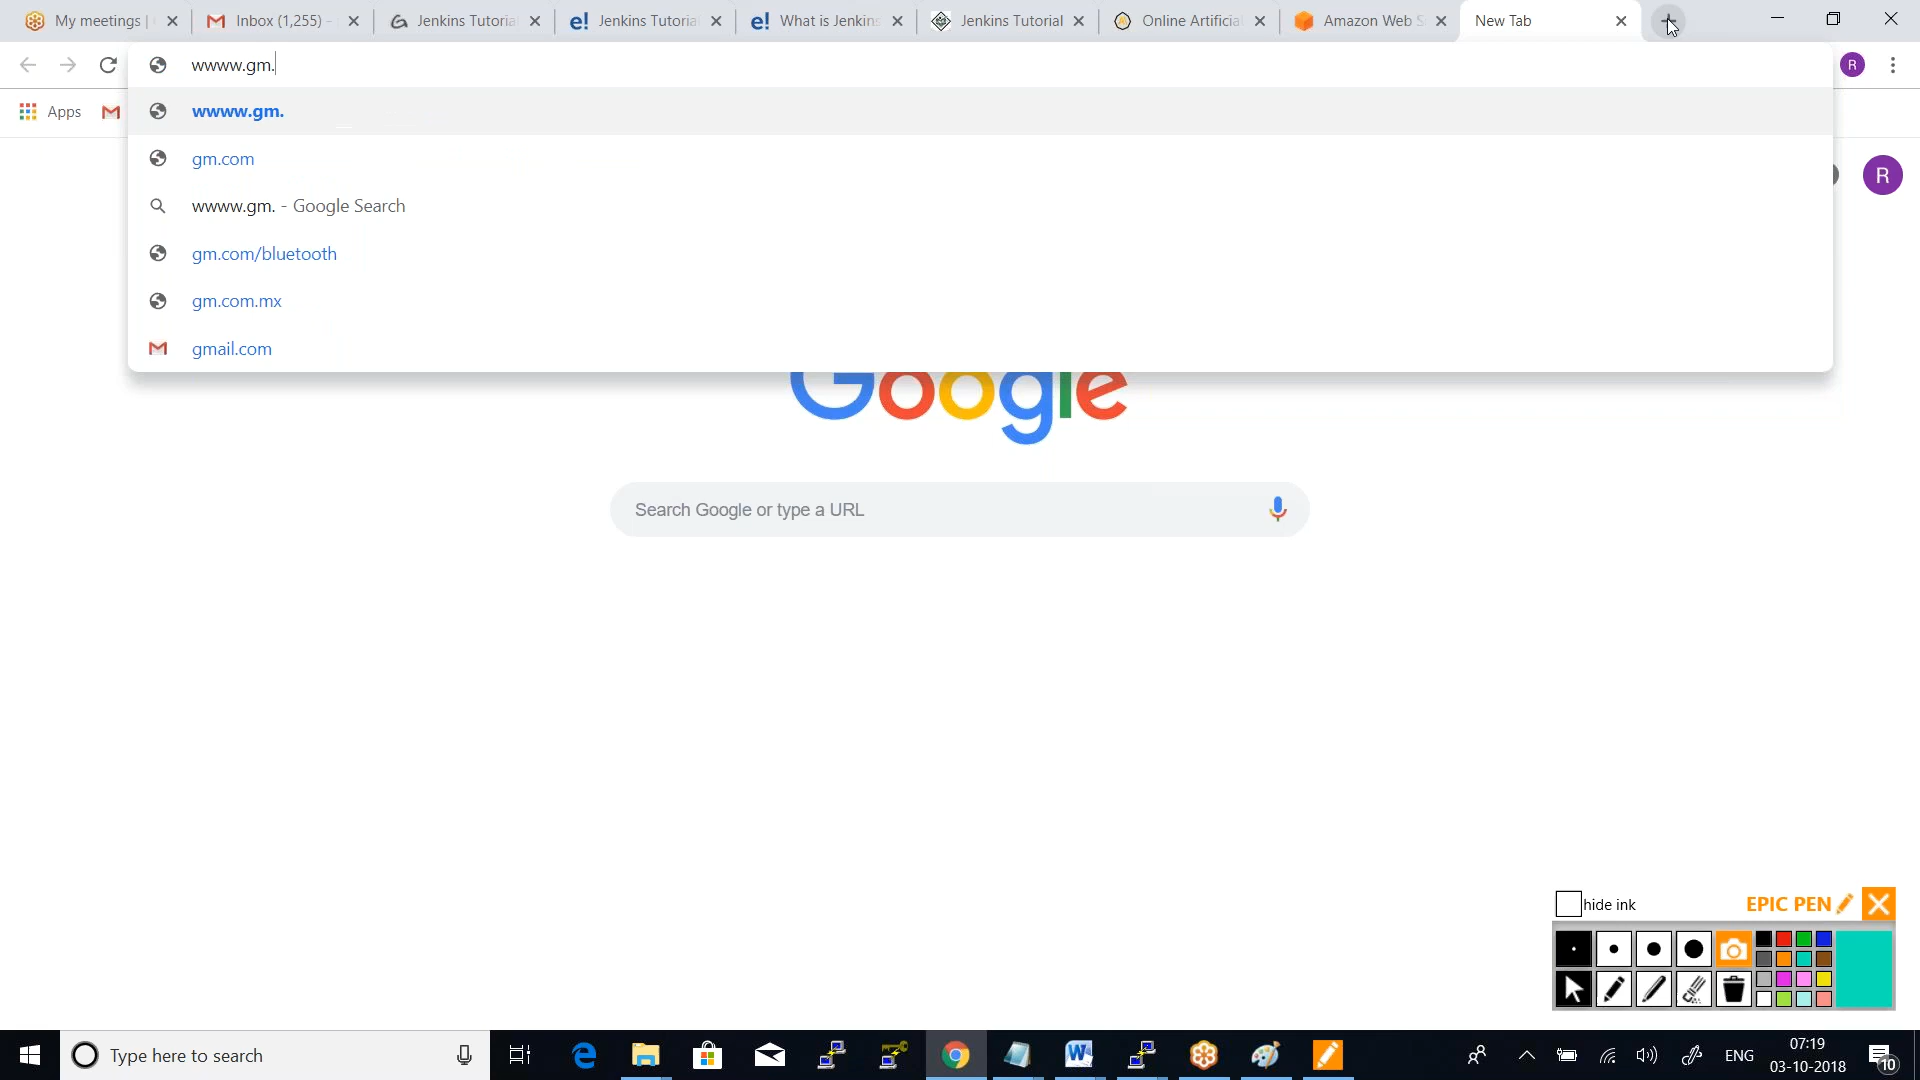 My meetings |
Inbox (1,255) -
Jenkins Tutoria
Jenkins Tutoria
What is Jenkins
Jenkins Tutorial
Online Artificia
Amazon Web S
New Tab
wwww.gm.
R
Apps
wwww.gm.
gm.com
wwww.gm. - Google Search
gm.com/bluetooth
gm.com.mx
gmail.com
R
Google
Search Google or type a URL
hide ink
EPIC PEN
Type here to search
ENG
07:19
03-10-2018
10